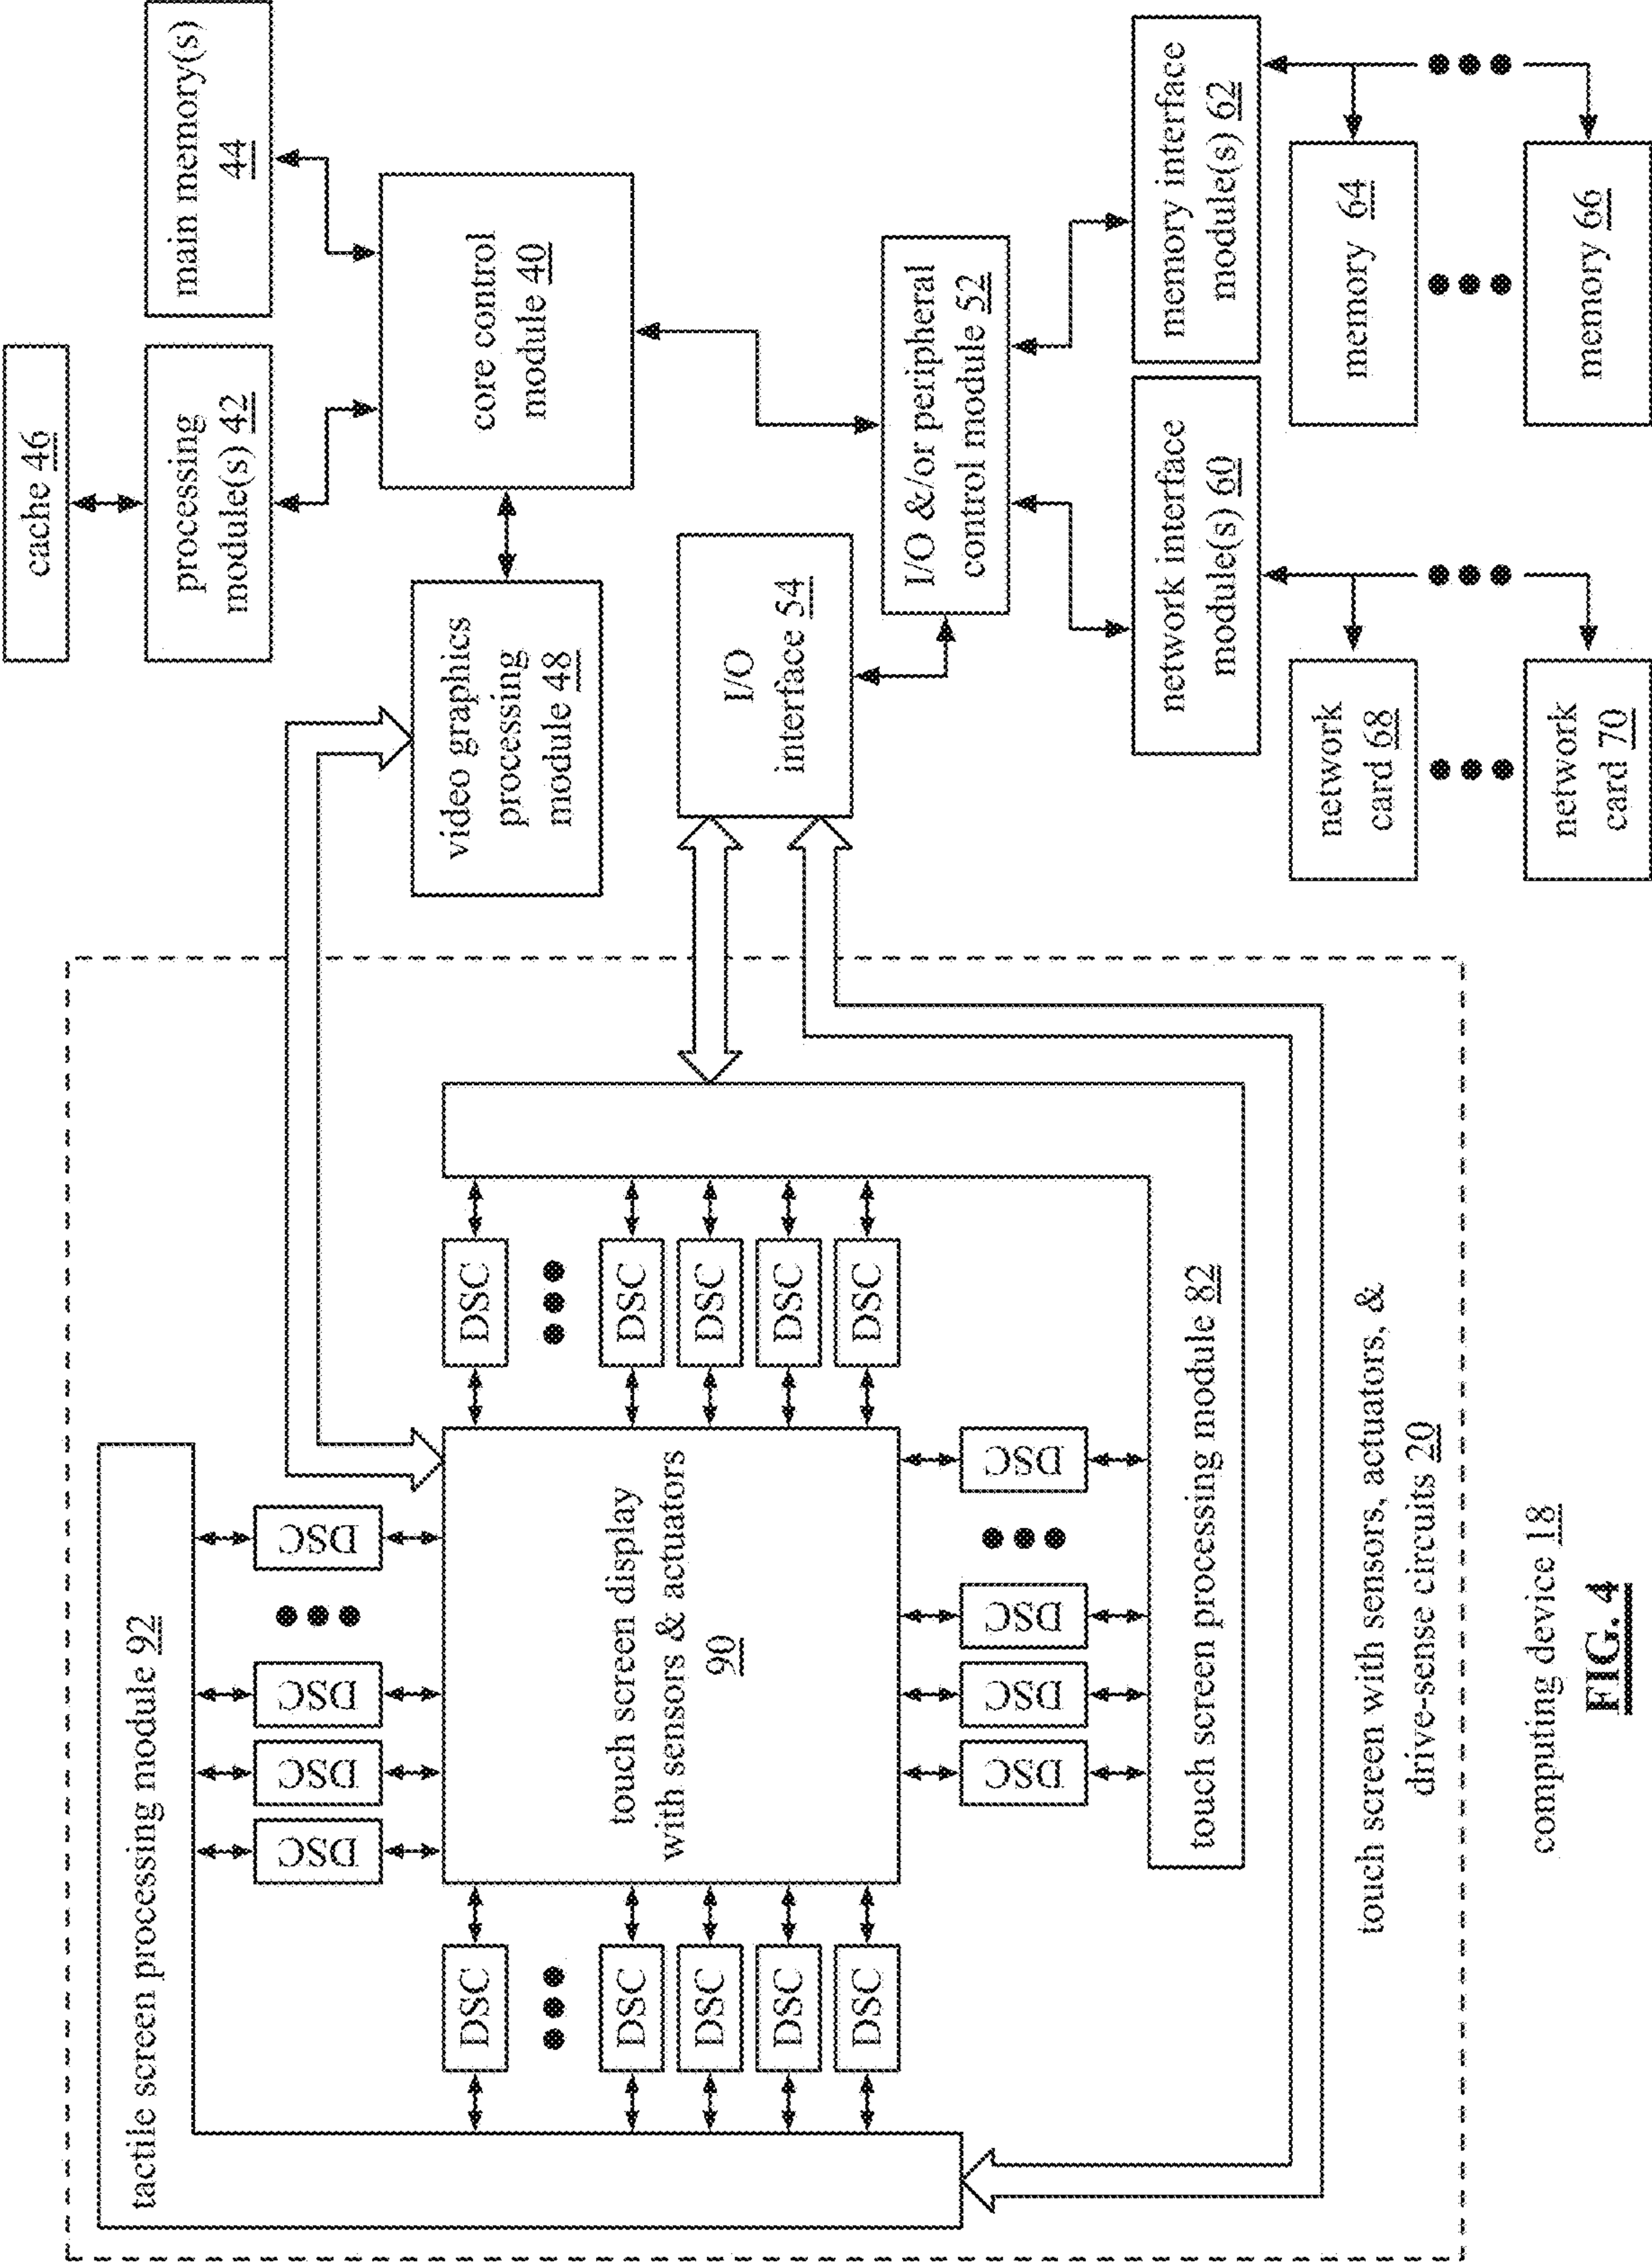 cache 46
tactile screen processing module 92
processing
module(s) 42
main memory(s)
44
DSC
DSC
DSC
DSC
video graphics
processing
module 48
core control
module 40
DSC
DSC
DSC
DSC
DSC
touch screen display
with sensors & actuators
90
DSC
DSC
DSC
DSC
DSC
I/O
interface 54
I/O &/or peripheral
control module 52
DSC
DSC
DSC
DSC
touch screen processing module 82
network interface
module(s) 60
memory interface
module(s) 62
touch screen with sensors, actuators, &
drive-sense circuits 20
network
card 68
memory 64
computing device 18
network
card 70
memory 66
FIG. 4